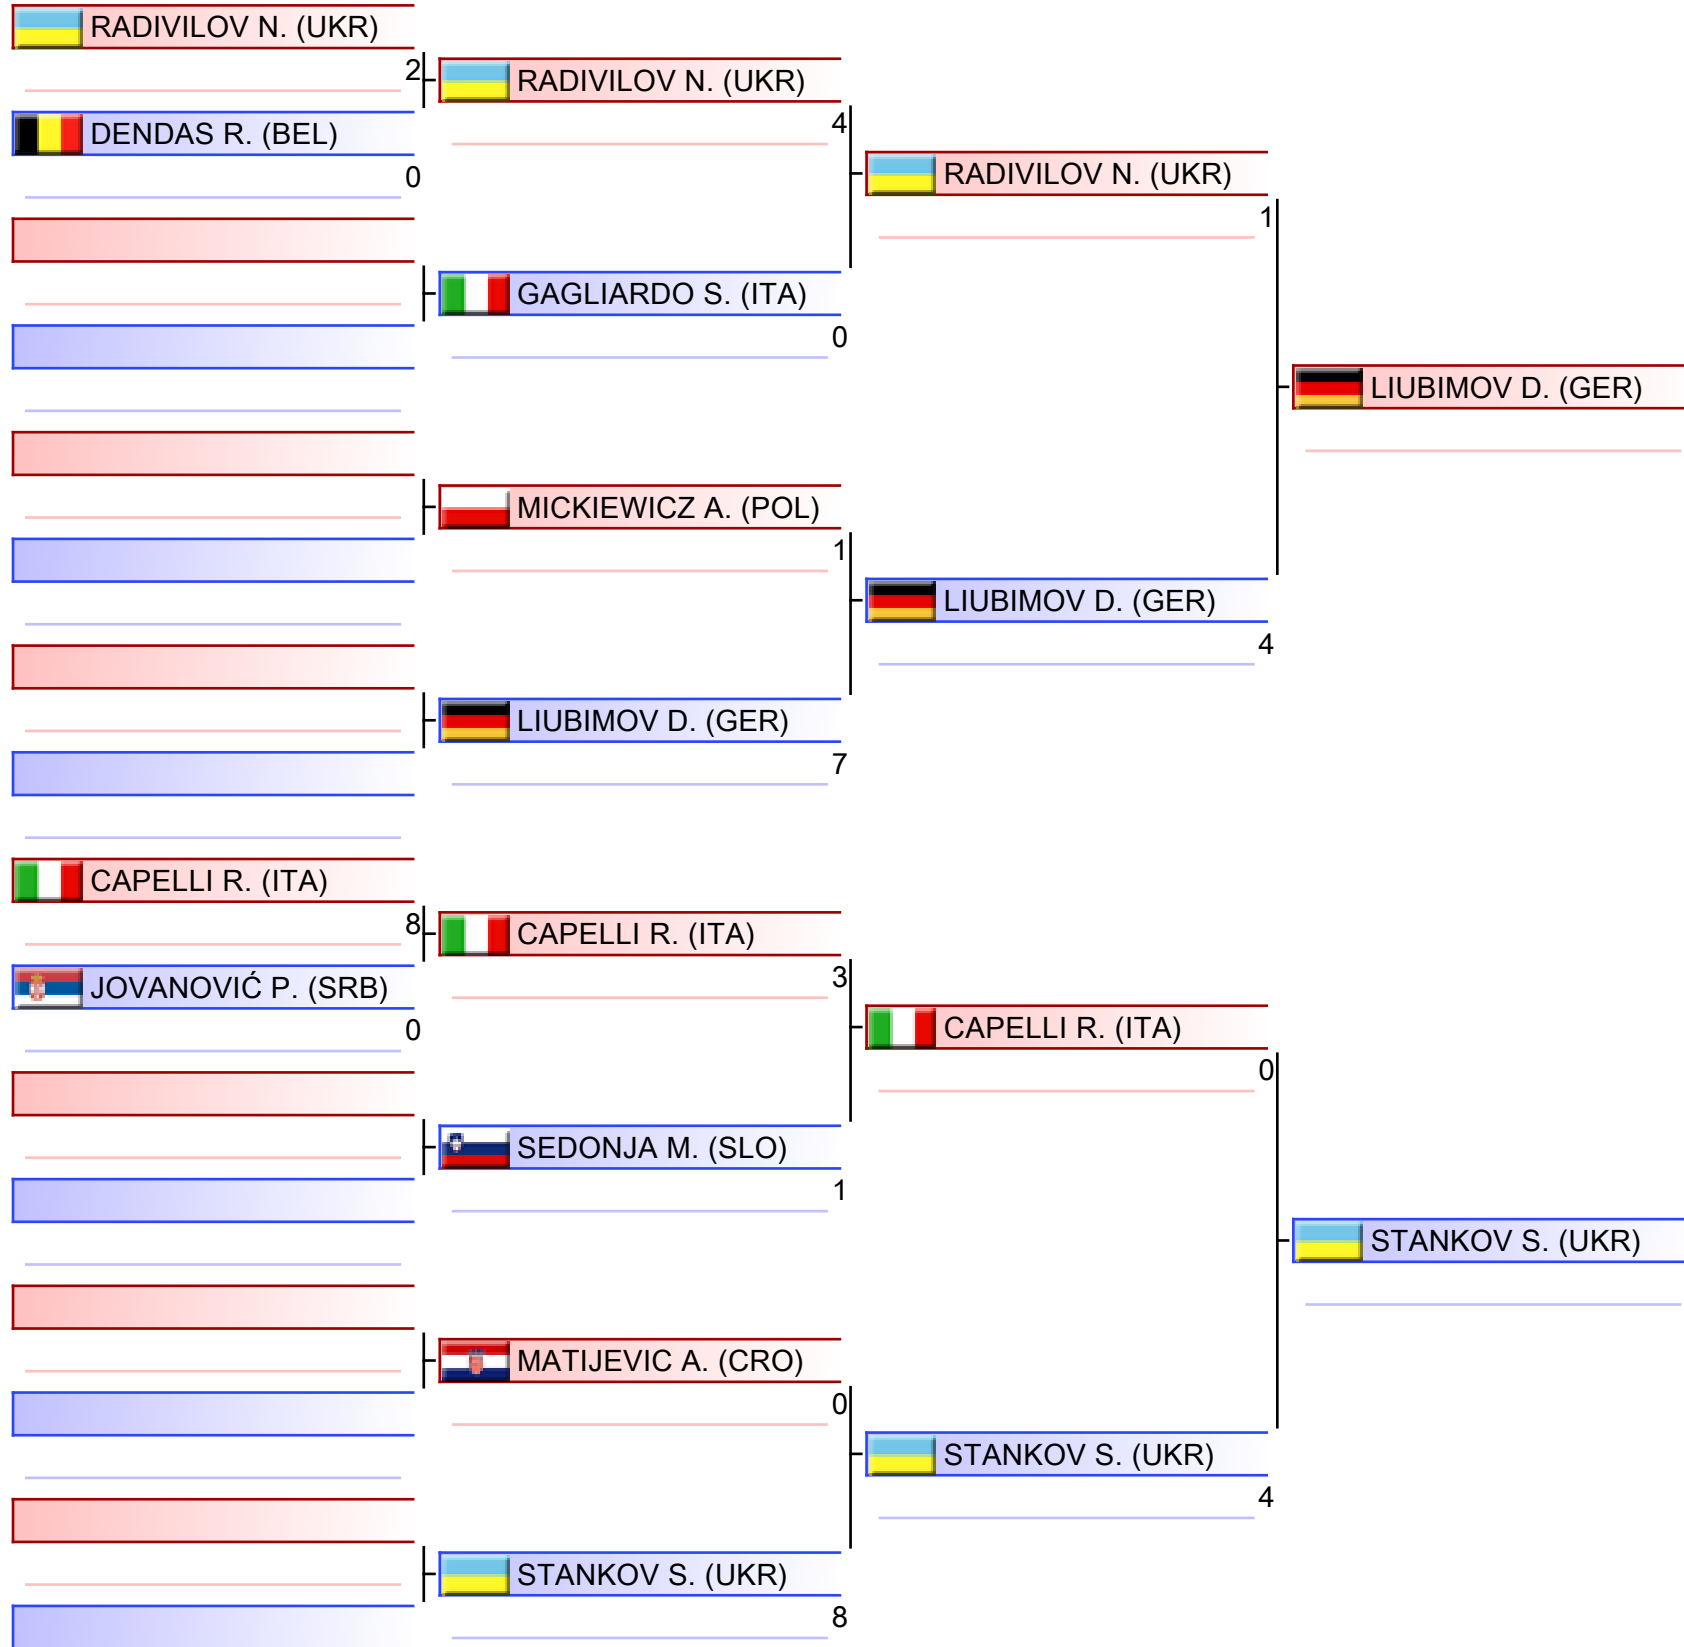 RADIVILOV N. (UKR)
2
DENDAS R. (BEL)
0
RADIVILOV N. (UKR)
4
GAGLIARDO S. (ITA)
0
RADIVILOV N. (UKR)
1
MICKIEWICZ A. (POL)
1
LIUBIMOV D. (GER)
7
LIUBIMOV D. (GER)
4
LIUBIMOV D. (GER)
CAPELLI R. (ITA)
8
JOVANOVIĆ P. (SRB)
0
CAPELLI R. (ITA)
3
SEDONJA M. (SLO)
1
CAPELLI R. (ITA)
0
MATIJEVIC A. (CRO)
0
STANKOV S. (UKR)
8
STANKOV S. (UKR)
4
STANKOV S. (UKR)